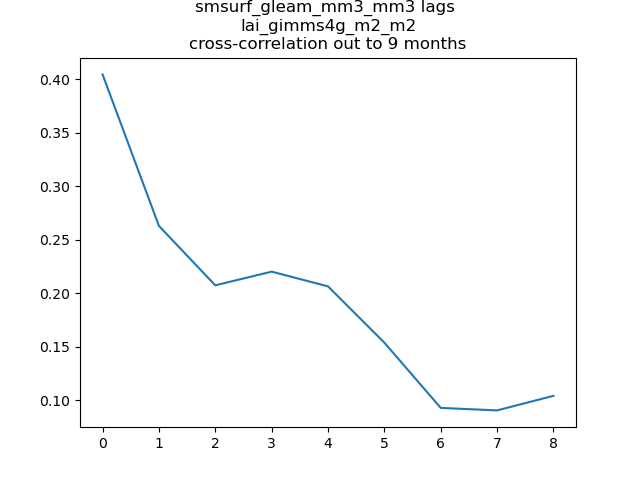 smsurf_gleam_mm3_mm3 lags
lai_gimms4g_m2_m2
cross-correlation out to 9 months
0.40
0.35
0.30
0.25
0.20
0.15
0.10
0 1 2 3 4 5 6 7 8